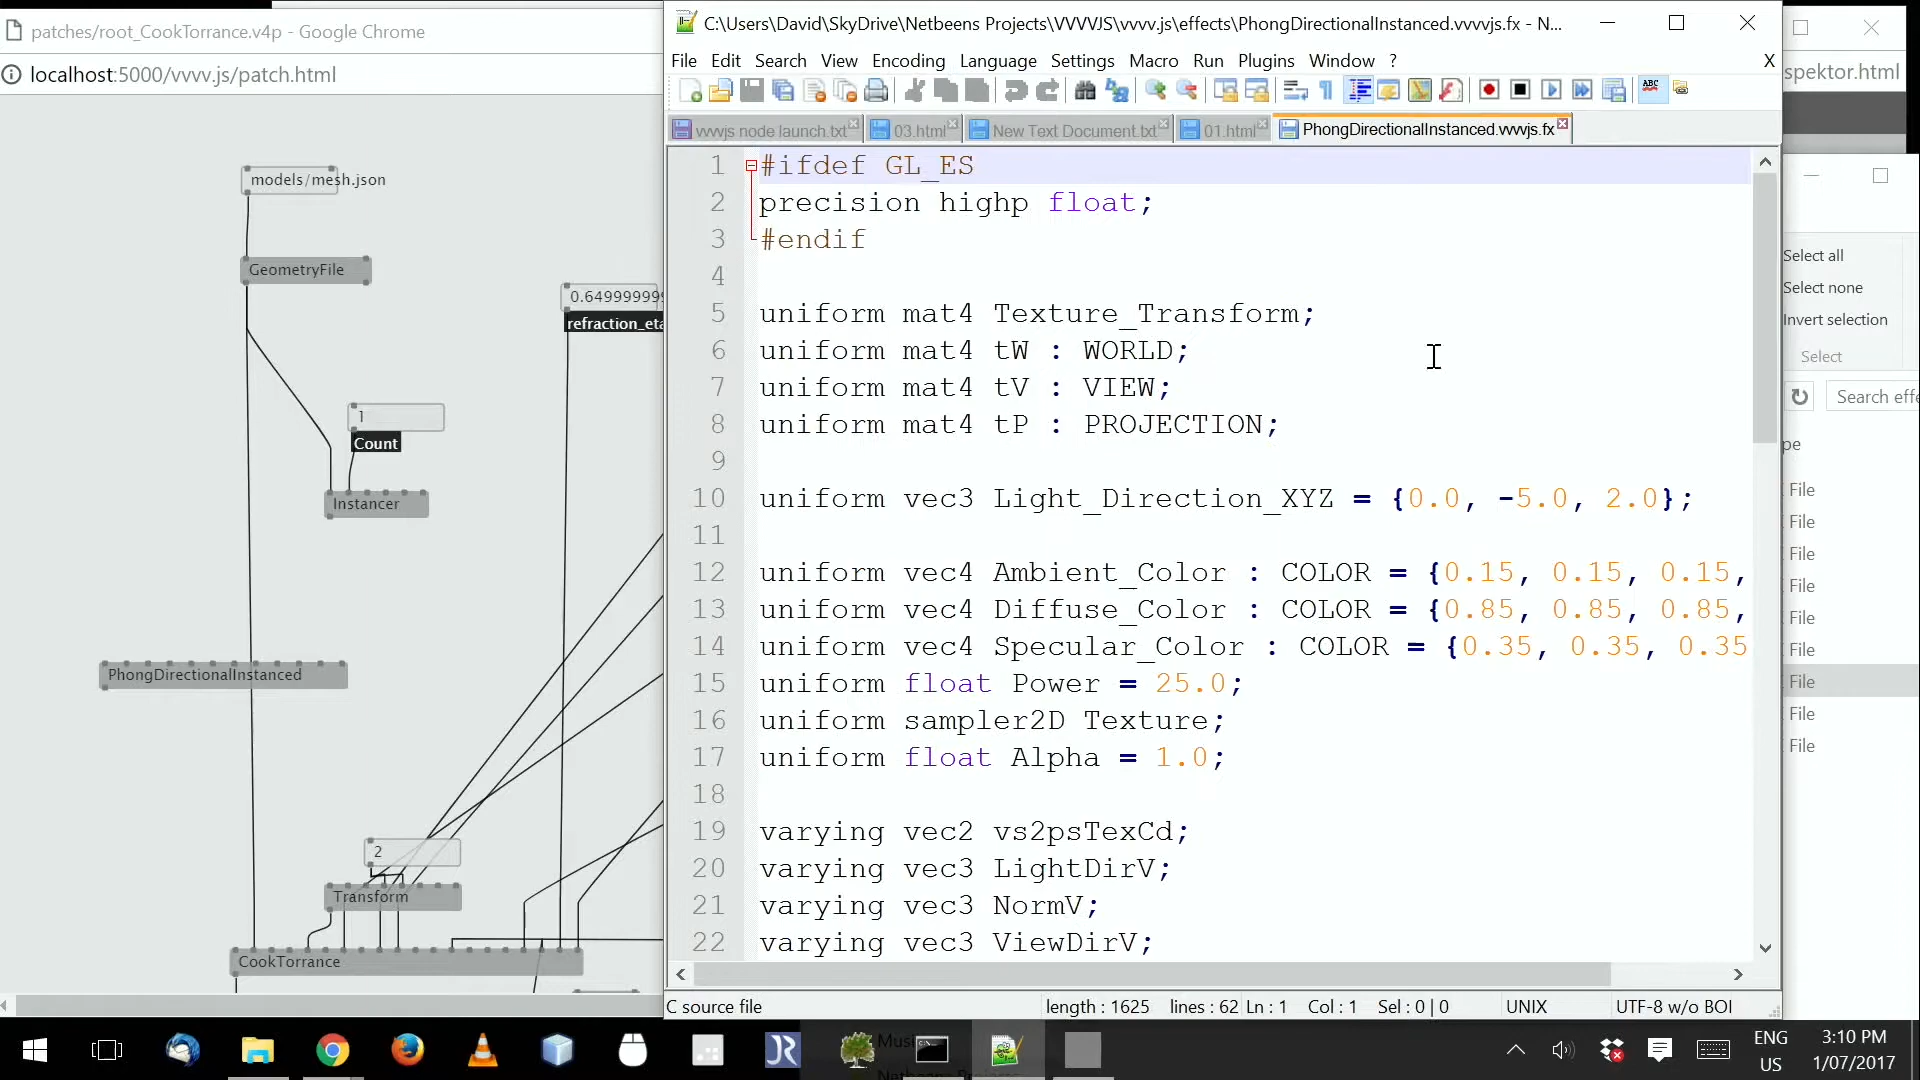 patches/root_CookTorrance.v4p - Google Chrome
localhost:5000/vvvv.js/patch.html
models/mesh.json
GeometryFile
0.649999999
refraction_eta
1
Count
Instancer
PhongDirectionalInstanced
2
Transform
CookTorrance
C:\Users\David\SkyDrive\Netbeens Projects\VVVVJS\vvvv.js\effects\PhongDirectionalInstanced.vvvvjs.fx - N...
File Edit Search View Encoding Language Settings Macro Run Plugins Window ? X
ABC
vvvvjs node launch.txt 03.html New Text Document.txt 01.html PhongDirectionalInstanced.vvvvjs.fx
1 #ifdef GL_ES
2 precision highp float;
3 #endif
4
5 uniform mat4 Texture_Transform;
6 uniform mat4 tW : WORLD;
7 uniform mat4 tV : VIEW;
8 uniform mat4 tP : PROJECTION;
9
10 uniform vec3 Light_Direction_XYZ = {0.0, -5.0, 2.0};
11
12 uniform vec4 Ambient_Color : COLOR = {0.15, 0.15, 0.15,
13 uniform vec4 Diffuse_Color : COLOR = {0.85, 0.85, 0.85,
14 uniform vec4 Specular_Color : COLOR = {0.35, 0.35, 0.35
15 uniform float Power = 25.0;
16 uniform sampler2D Texture;
17 uniform float Alpha = 1.0;
18
19 varying vec2 vs2psTexCd;
20 varying vec3 LightDirV;
21 varying vec3 NormV;
22 varying vec3 ViewDirV;
C source file length : 1625 lines : 62 Ln : 1 Col : 1 Sel : 0 | 0 UNIX UTF-8 w/o BOI
spektor.html
Select all
Select none
Invert selection
Select
Search effe
pe
File
File
File
File
File
File
File
File
File
JR
Musi
Netbeens Projects
ENG
US
3:10 PM
1/07/2017